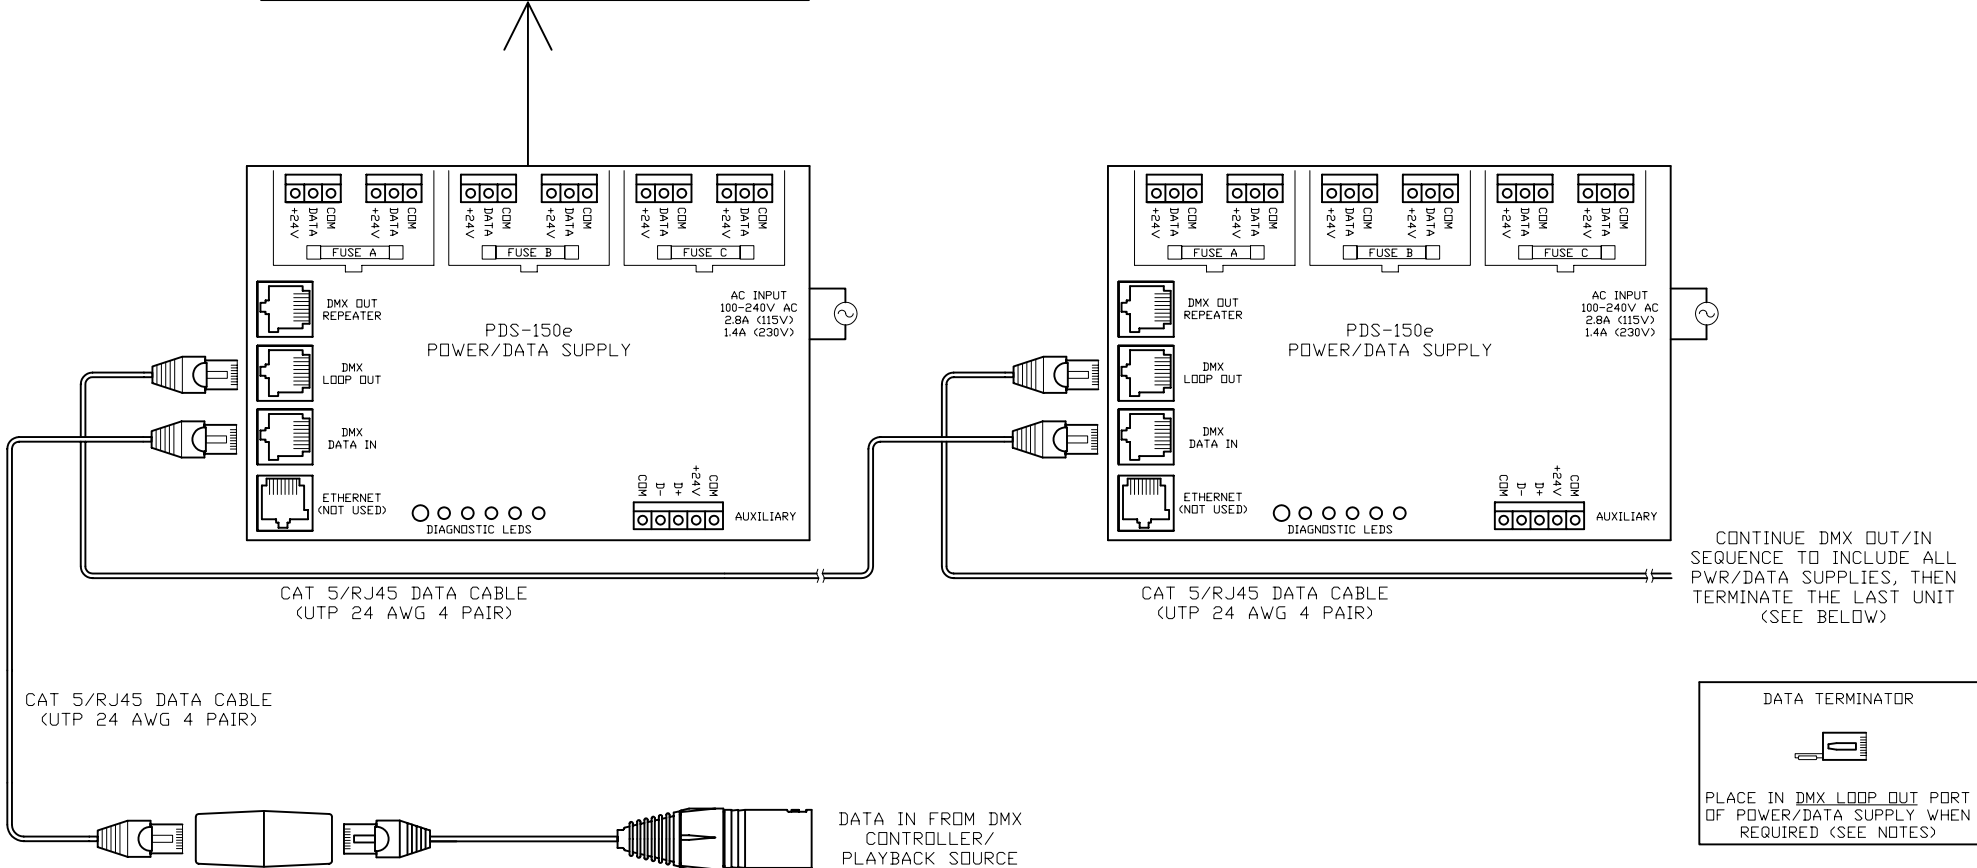 +24V DATA COM +24V DATA COM +24V DATA COM +24V DATA COM +24V DATA COM +24V DATA COM
FUSE A FUSE B FUSE C
DMX OUT
REPEATER
AC INPUT
100-240V AC
2.8A (115V)
1.4A (230V)
PDS-150e
POWER/DATA SUPPLY
DMX
LOOP OUT
DMX
DATA IN
ETHERNET
(NOT USED)
DIAGNOSTIC LEDS
COM D- D+ +24V COM
AUXILIARY
+24V DATA COM +24V DATA COM +24V DATA COM +24V DATA COM +24V DATA COM +24V DATA COM
FUSE A FUSE B FUSE C
DMX OUT
REPEATER
AC INPUT
100-240V AC
2.8A (115V)
1.4A (230V)
PDS-150e
POWER/DATA SUPPLY
DMX
LOOP OUT
DMX
DATA IN
ETHERNET
(NOT USED)
DIAGNOSTIC LEDS
COM D- D+ +24V COM
AUXILIARY
CAT 5/RJ45 DATA CABLE
(UTP 24 AWG 4 PAIR)
CAT 5/RJ45 DATA CABLE
(UTP 24 AWG 4 PAIR)
CONTINUE DMX OUT/IN
SEQUENCE TO INCLUDE ALL
PWR/DATA SUPPLIES, THEN
TERMINATE THE LAST UNIT
(SEE BELOW)
CAT 5/RJ45 DATA CABLE
(UTP 24 AWG 4 PAIR)
DATA TERMINATOR
PLACE IN DMX LOOP OUT PORT
OF POWER/DATA SUPPLY WHEN
REQUIRED (SEE NOTES)
DATA IN FROM DMX
CONTROLLER/
PLAYBACK SOURCE